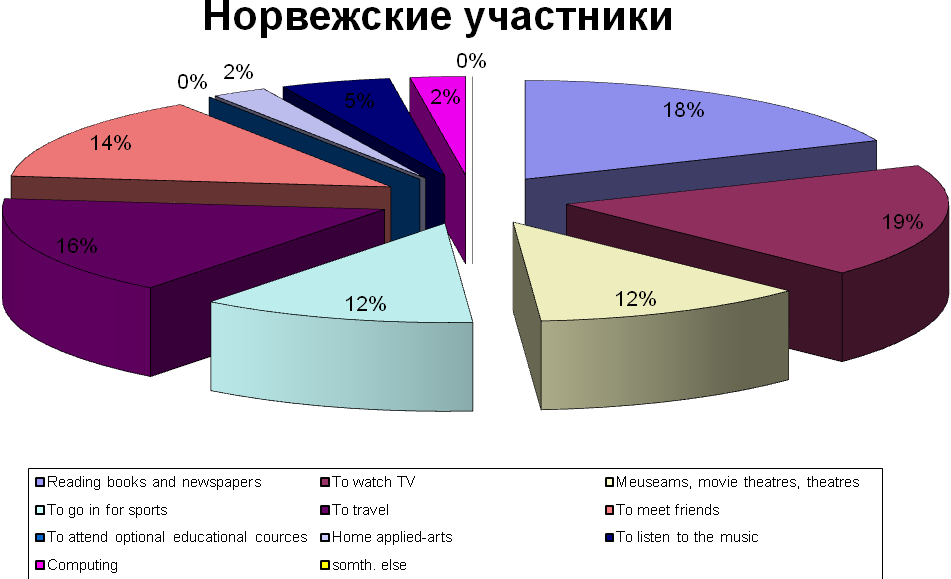 Норвежские участники
0%
2%
0%
2%
5%
18%
14%
19%
16%
12%
12%
Reading books and newspapers
To watch TV
Meuseams, movie theatres, theatres
To go in for sports
To travel
To meet friends
To attend optional educational cources
Home applied-arts
To listen to the music
Computing
somth. else